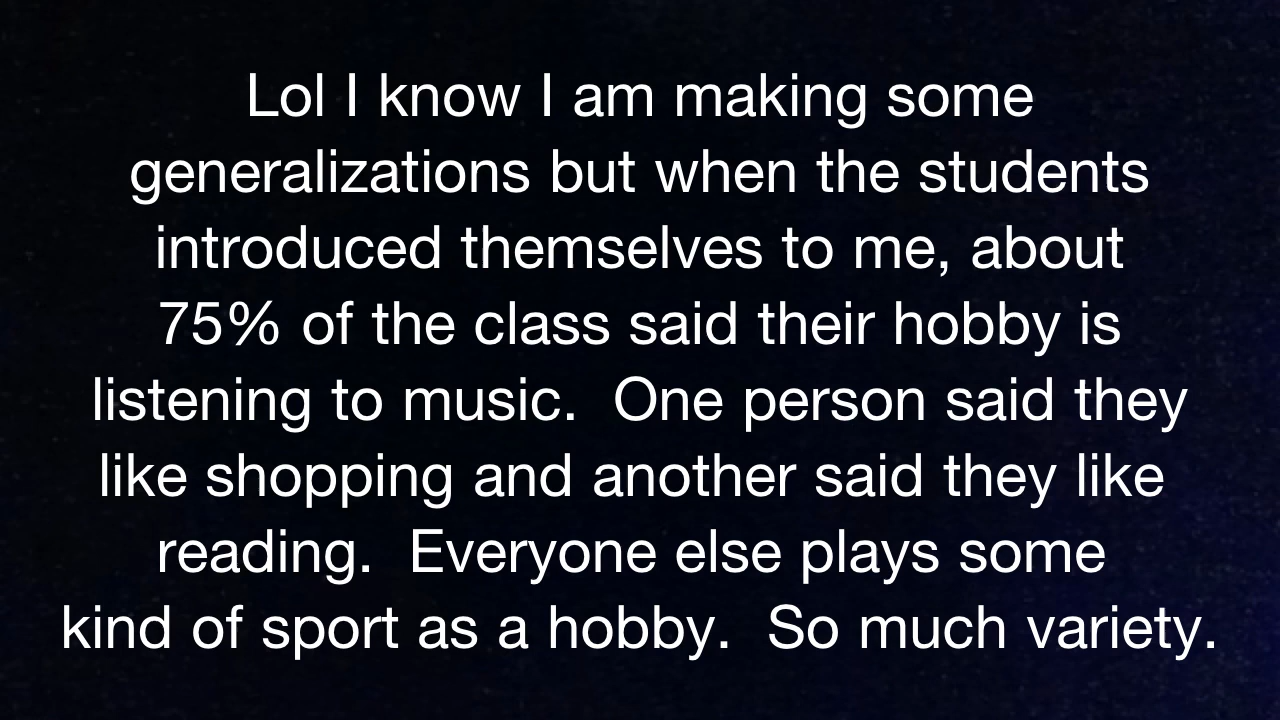 Lol I know I am making some
generalizations but when the students
introduced themselves to me, about
75% of the class said their hobby is
listening to music.  One person said they
like shopping and another said they like
reading.  Everyone else plays some
kind of sport as a hobby.  So much variety.